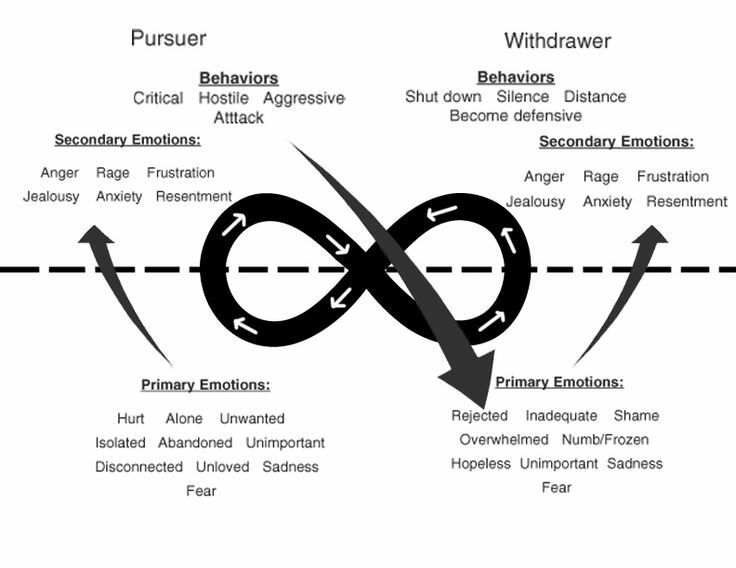 Pursuer
Behaviors
Critical Hostile Aggressive
Atttack
Secondary Emotions:
Anger Rage Frustration
Jealousy Anxiety Resentment
Withdrawer
Behaviors
Shut down Silence Distance
Become defensive
Secondary Emotions:
Anger Rage Frustration
Jealousy Anxiety Resentment
Primary Emotions:
Hurt Alone Unwanted
Isolated Abandoned Unimportant
Disconnected Unloved Sadness
Fear
Primary Emotions:
Rejected Inadequate Shame
Overwhelmed Numb/Frozen
Hopeless Unimportant Sadness
Fear